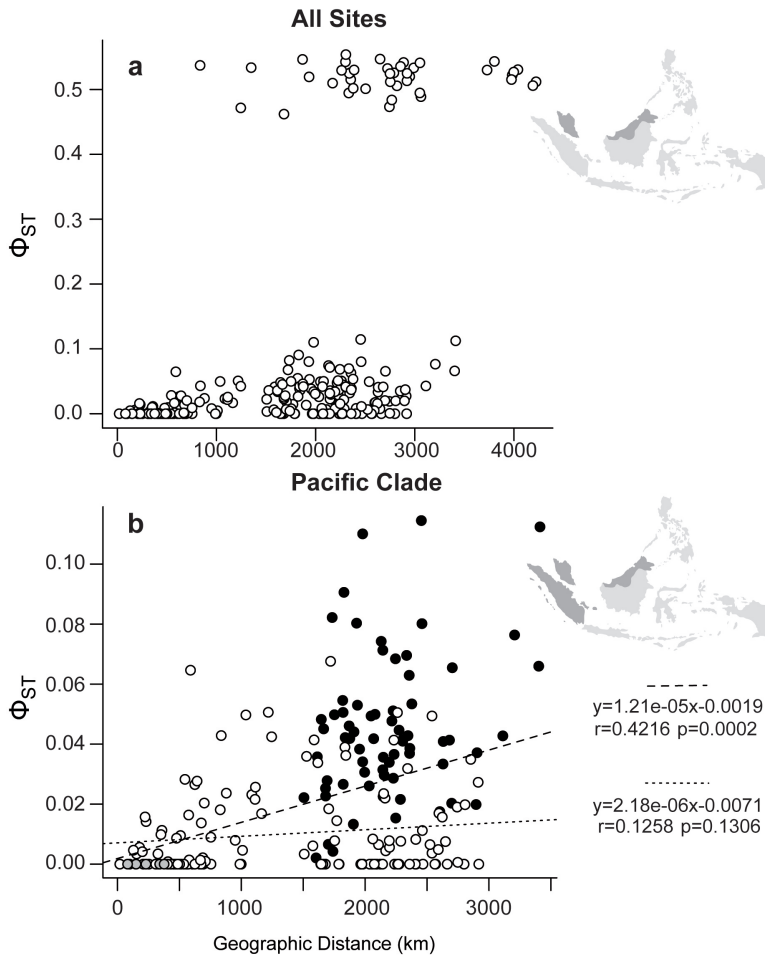 All Sites
a
0.5
0.4
0.3
0.2
0.1
0.0
ΦST
0
1000
2000
3000
4000
Pacific Clade
b
0.10
0.08
0.06
0.04
0.02
0.00
ΦST
0
1000
2000
3000
Geographic Distance (km)
y=1.21e-05x-0.0019
r=0.4216 p=0.0002
y=2.18e-06x-0.0071
r=0.1258 p=0.1306